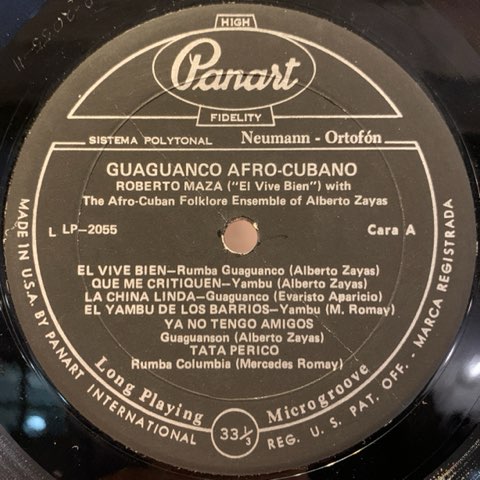 HIGH
Panart
FIDELITY
SISTEMA POLYTONAL Neumann - Ortofón
GUAGUANCO AFRO-CUBANO
ROBERTO MAZA ("El Vive Bien") with
The Afro-Cuban Folklore Ensemble of Alberto Zayas
L LP-2055 Cara A
EL VIVE BIEN-Rumba Guaguanco (Alberto Zayas)
QUE ME CRITIQUEN-Yambu (Alberto Zayas)
LA CHINA LINDA-Guaguanco (Evaristo Aparicio)
EL YAMBU DE LOS BARRIOS-Yambu (M. Romay)
YA NO TENGO AMIGOS
Guaguanson (Alberto Zayas)
TATA PERICO
Rumba Columbia (Mercedes Romay)
Long Playing 33 1/3 Microgroove
MADE IN U.S.A. BY PANART INTERNATIONAL REG. U. S. PAT. OFF. - MARCA REGISTRADA